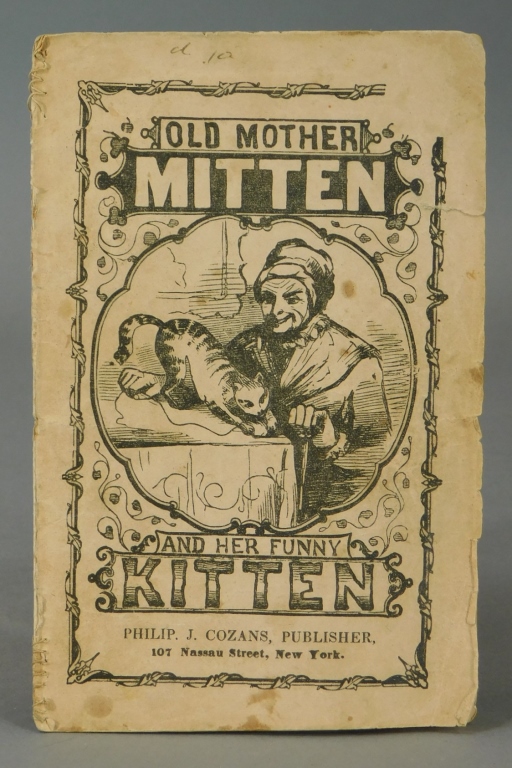 OLD MOTHER
MITTEN
AND HER FUNNY
KITTEN
PHILIP. J. COZANS, PUBLISHER,
107 Nassau Street, New York.